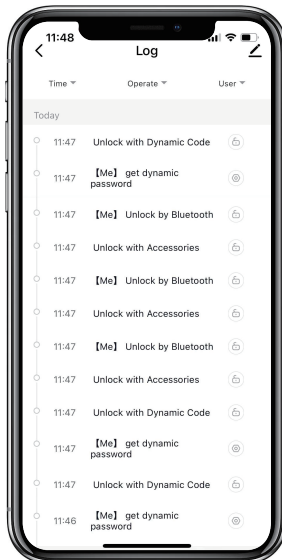 11:48
Log
Time Operate User
Today
11:47 Unlock with Dynamic Code
11:47 【Me】 get dynamic
password
11:47 【Me】 Unlock by Bluetooth
11:47 Unlock with Accessories
11:47 【Me】 Unlock by Bluetooth
11:47 Unlock with Accessories
11:47 【Me】 Unlock by Bluetooth
11:47 Unlock with Accessories
11:47 Unlock with Dynamic Code
11:47 【Me】 get dynamic
password
11:47 Unlock with Dynamic Code
11:46 【Me】 get dynamic
password